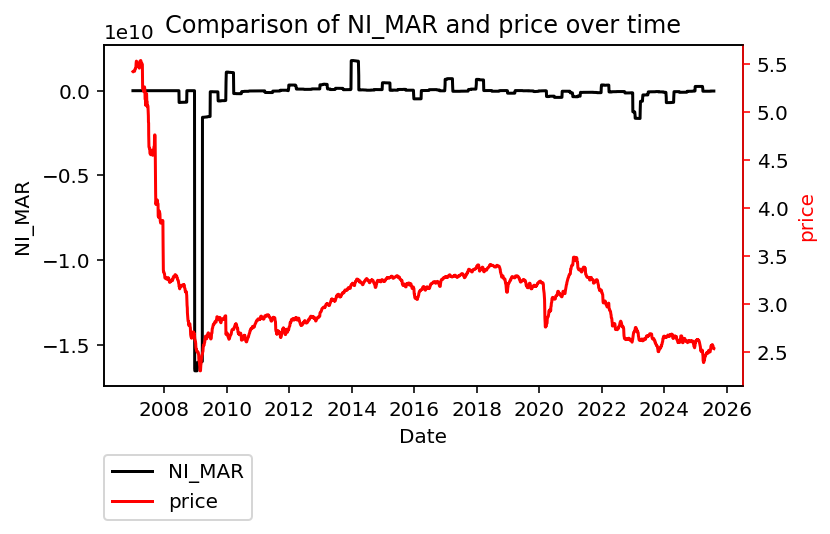 Comparison of NI_MAR and price over time
1e10
0.0
−0.5
−1.0
−1.5
NI_MAR
5.5
5.0
4.5
4.0
3.5
3.0
2.5
price
2008 2010 2012 2014 2016 2018 2020 2022 2024 2026
Date
NI_MAR
price